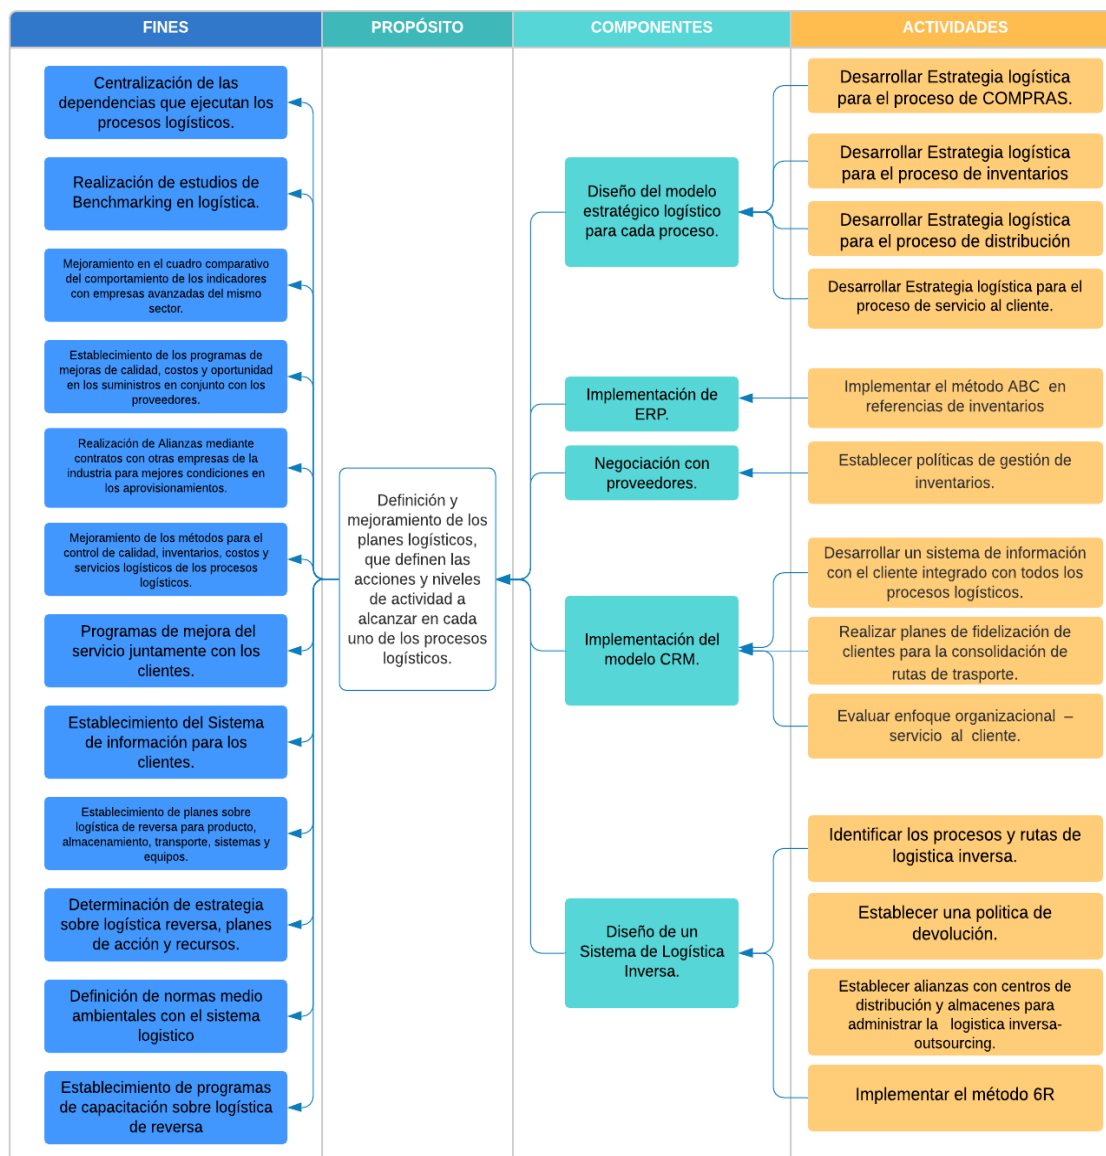 FINES
PROPÓSITO
COMPONENTES
ACTIVIDADES
Centralización de las
dependencias que ejecutan los
procesos logísticos.
Realización de estudios de
Benchmarking en logística.
Mejoramiento en el cuadro comparativo
del comportamiento de los indicadores
con empresas avanzadas del mismo
sector.
Establecimiento de los programas de
mejoras de calidad, costos y oportunidad
en los suministros en conjunto con los
proveedores.
Realización de Alianzas mediante
contratos con otras empresas de la
industria para mejores condiciones en
los aprovisionamientos.
Mejoramiento de los métodos para el
control de calidad, inventarios, costos y
servicios logísticos de los procesos
logísticos.
Programas de mejora del
servicio juntamente con los
clientes.
Establecimiento del Sistema
de información para los
clientes.
Establecimiento de planes sobre
logística de reversa para producto,
almacenamiento, transporte, sistemas y
equipos.
Determinación de estrategia
sobre logística reversa, planes
de acción y recursos.
Definición de normas medio
ambientales con el sistema
logistico
Establecimiento de programas
de capacitación sobre logística
de reversa
Definición y
mejoramiento de los
planes logísticos,
que definen las
acciones y niveles
de actividad a
alcanzar en cada
uno de los procesos
logísticos.
Diseño del modelo
estratégico logístico
para cada proceso.
Implementación de
ERP.
Negociación con
proveedores.
Implementación del
modelo CRM.
Diseño de un
Sistema de Logística
Inversa.
Desarrollar Estrategia logística
para el proceso de COMPRAS.
Desarrollar Estrategia logística
para el proceso de inventarios
Desarrollar Estrategia logística
para el proceso de distribución
Desarrollar Estrategia logística para el
proceso de servicio al cliente.
Implementar el método ABC en
referencias de inventarios
Establecer políticas de gestión de
inventarios.
Desarrollar un sistema de información
con el cliente integrado con todos los
procesos logísticos.
Realizar planes de fidelización de
clientes para la consolidación de
rutas de trasporte.
Evaluar enfoque organizacional –
servicio al cliente.
Identificar los procesos y rutas de
logistica inversa.
Establecer una politica de
devolución.
Establecer alianzas con centros de
distribución y almacenes para
administrar la logistica inversa-
outsourcing.
Implementar el método 6R